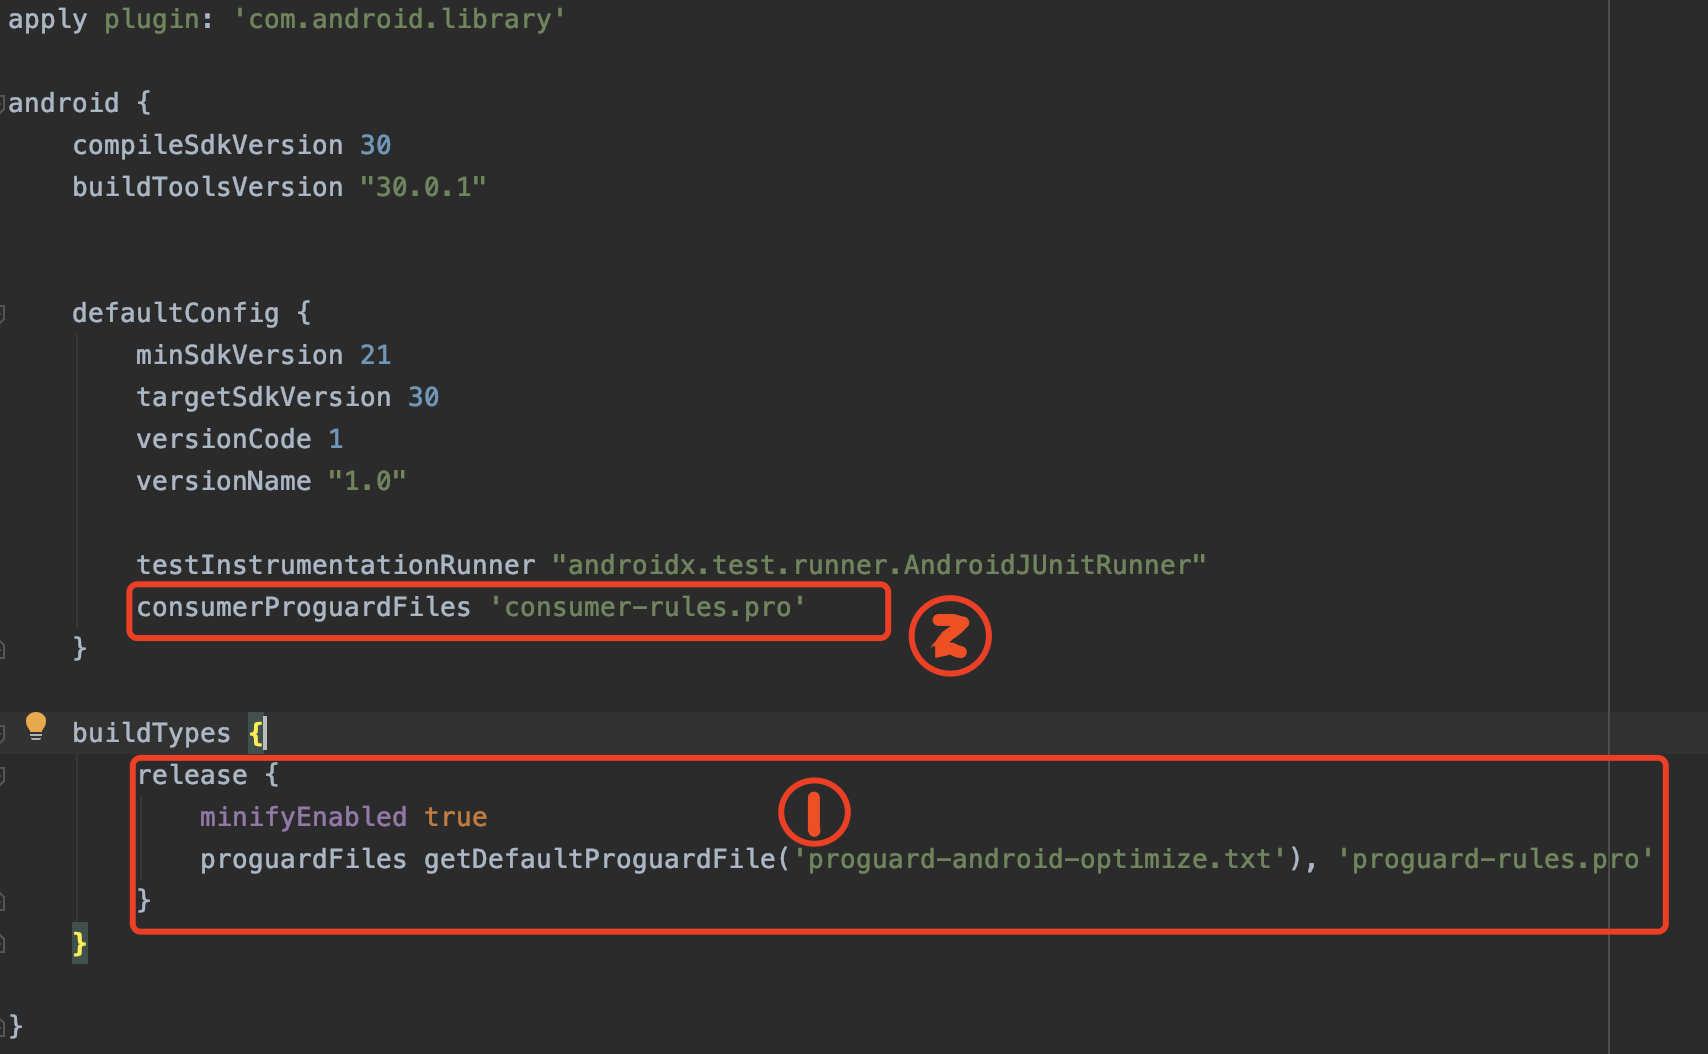 apply plugin: 'com.android.library'
android {
compileSdkVersion 30
buildToolsVersion "30.0.1"
defaultConfig {
minSdkVersion 21
targetSdkVersion 30
versionCode 1
versionName "1.0"
testInstrumentationRunner "androidx.test.runner.AndroidJUnitRunner"
consumerProguardFiles 'consumer-rules.pro'
2
}
buildTypes {
release {
minifyEnabled true
1
proguardFiles getDefaultProguardFile('proguard-android-optimize.txt'), 'proguard-rules.pro'
}
}
}